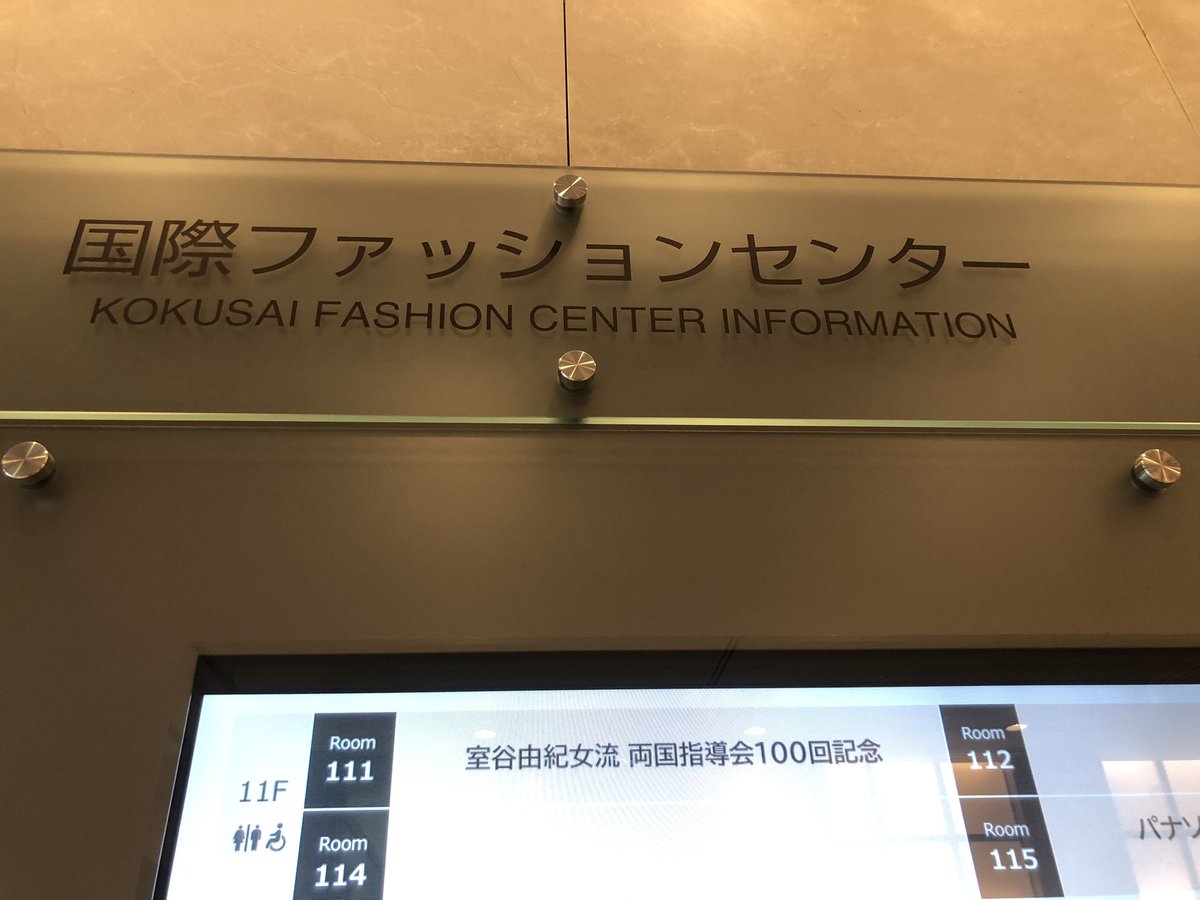 国際ファッションセンター
KOKUSAI FASHION CENTER INFORMATION
11F
Room
111
室谷由紀女流 両国指導会100回記念
Room
112
Room
114
Room
115
パナソ